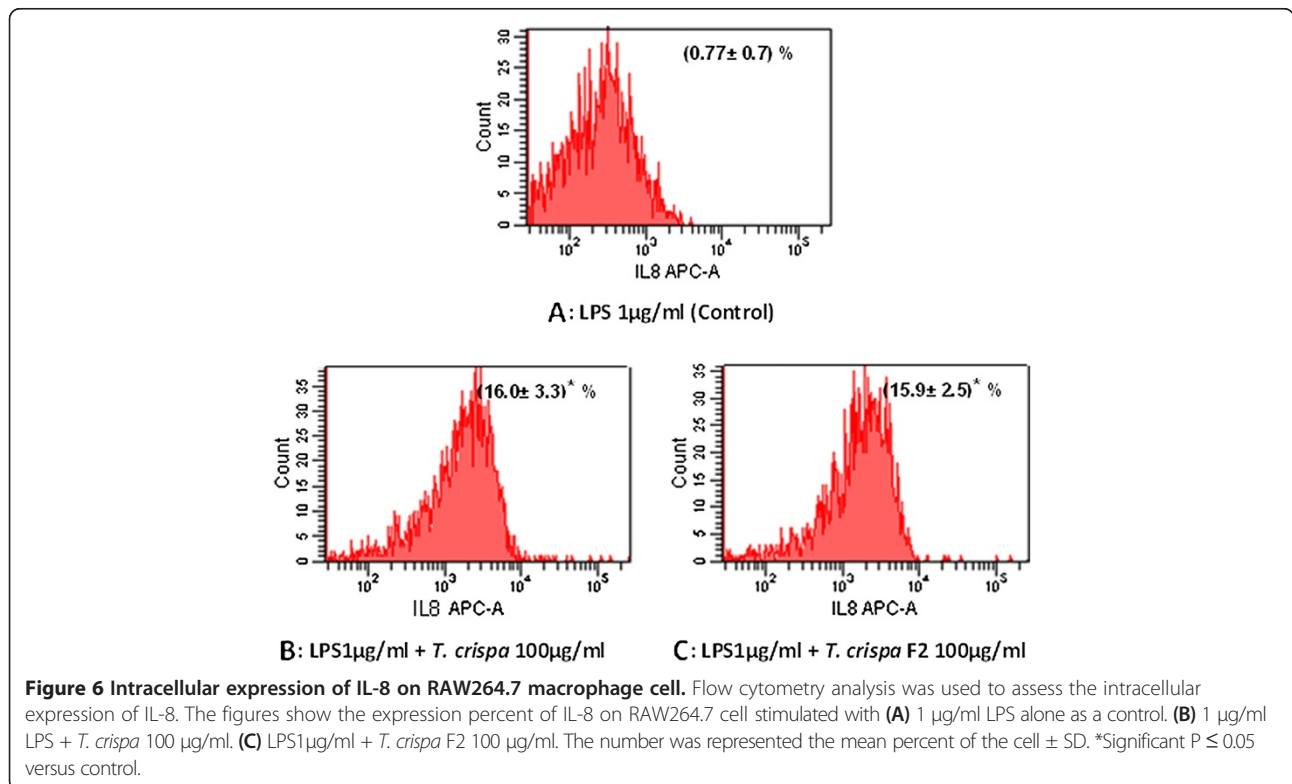 (0.77± 0.7) %
30
25
20
15
10
5
0
Count
10² 10³ 10⁴ 10⁵
IL8 APC-A
A: LPS 1µg/ml (Control)
(16.0± 3.3)* %
35
30
25
20
15
10
5
0
Count
10² 10³ 10⁴ 10⁵
IL8 APC-A
B: LPS1µg/ml + T. crispa 100µg/ml
(15.9± 2.5)* %
35
30
25
20
15
10
5
0
Count
10² 10³ 10⁴ 10⁵
IL8 APC-A
C: LPS1µg/ml + T. crispa F2 100µg/ml
Figure 6 Intracellular expression of IL-8 on RAW264.7 macrophage cell. Flow cytometry analysis was used to assess the intracellular
expression of IL-8. The figures show the expression percent of IL-8 on RAW264.7 cell stimulated with (A) 1 µg/ml LPS alone as a control. (B) 1 µg/ml
LPS + T. crispa 100 µg/ml. (C) LPS1µg/ml + T. crispa F2 100 µg/ml. The number was represented the mean percent of the cell ± SD. *Significant P ≤ 0.05
versus control.